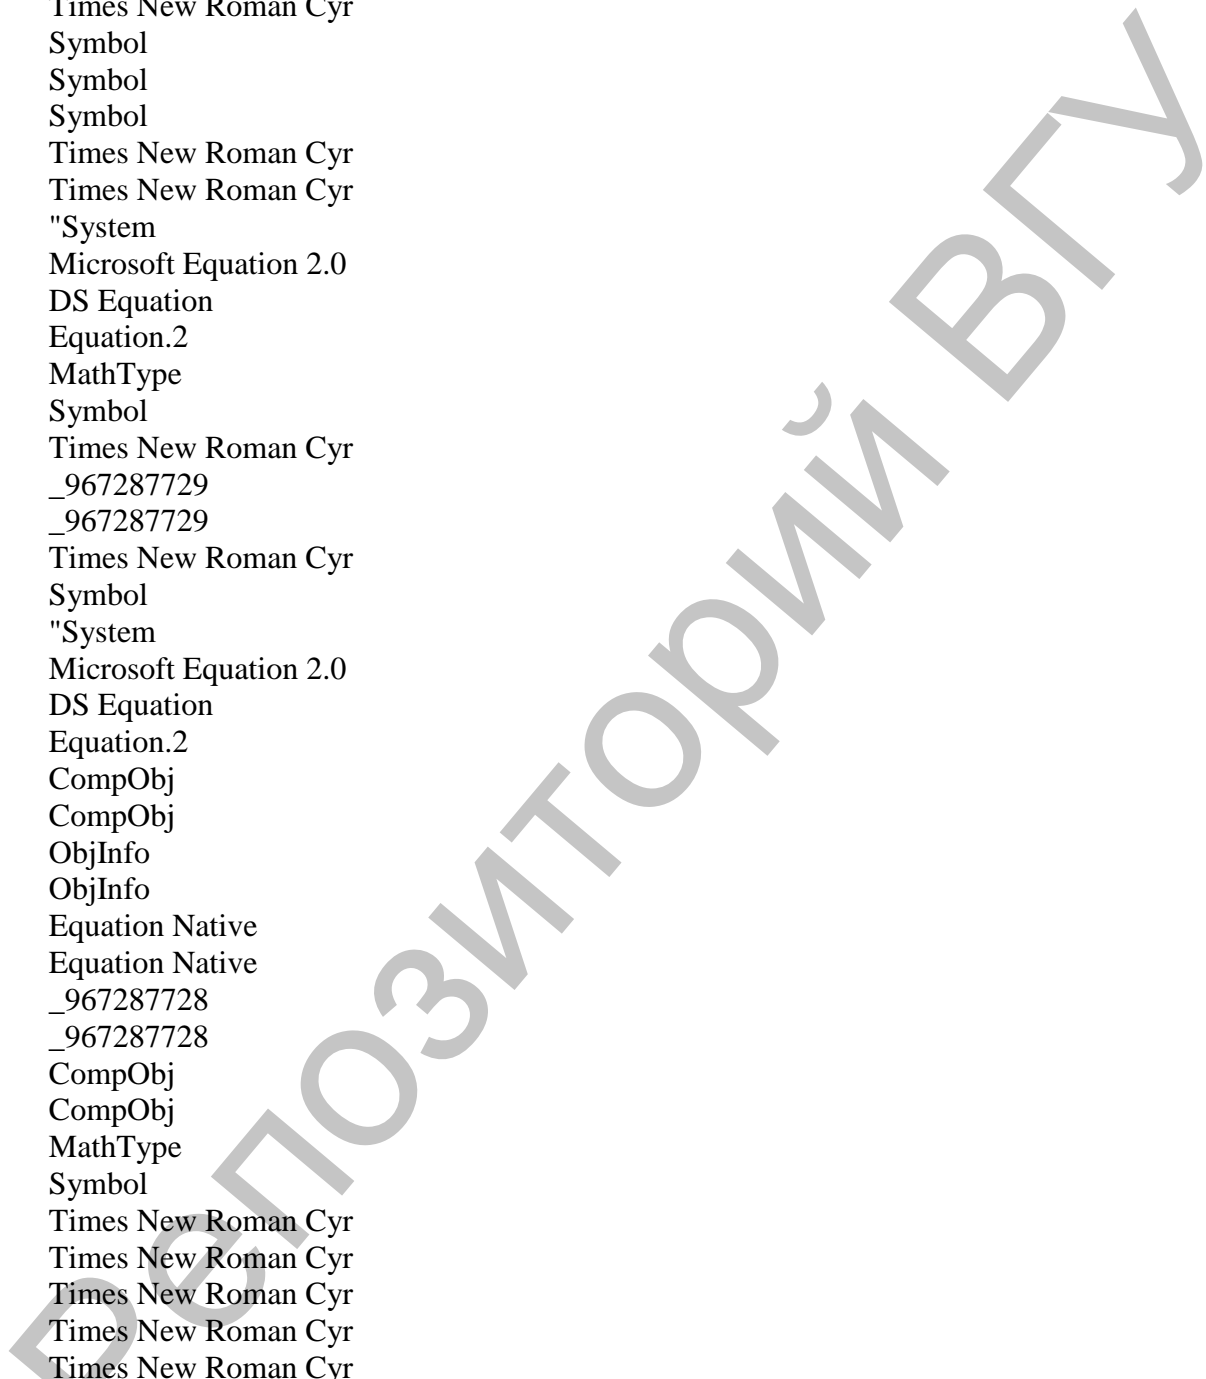 Times New Roman Cyr
Symbol
Symbol
Symbol
Times New Roman Cyr
Times New Roman Cyr
"System
Microsoft Equation 2.0
DS Equation
Equation.2
MathType
Symbol
Times New Roman Cyr
_967287729
_967287729
Times New Roman Cyr
Symbol
"System
Microsoft Equation 2.0
DS Equation
Equation.2
CompObj
CompObj
ObjInfo
ObjInfo
Equation Native
Equation Native
_967287728
_967287728
CompObj
CompObj
MathType
Symbol
Times New Roman Cyr
Times New Roman Cyr
Times New Roman Cyr
Times New Roman Cyr
Times New Roman Cyr
Репозиторий ВГУ